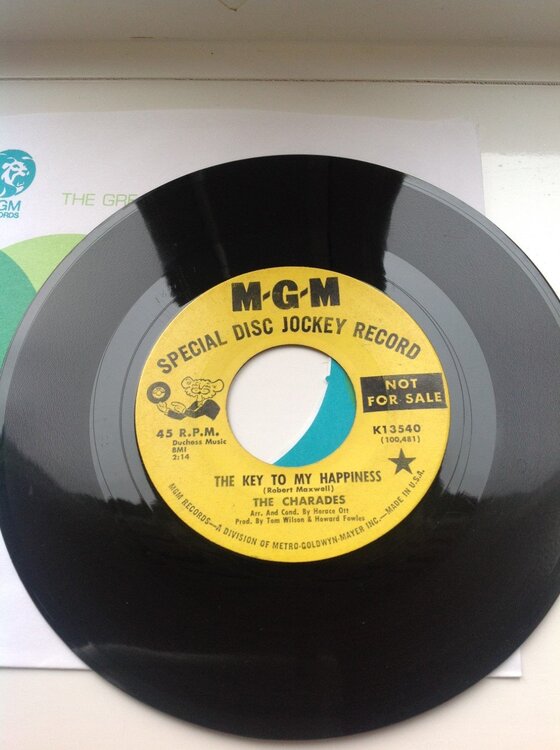 GM
ORDS
THE GRE
M-G-M
SPECIAL DISC JOCKEY RECORD
NOT
FOR SALE
45 R.P.M.
Duchess Music
BMI
2:14
K13540
(100,481)
THE KEY TO MY HAPPINESS
(Robert Maxwell)
THE CHARADES
Arr. And Cond. By Horace Ott
Prod. By Tom Wilson & Howard Fowles
MGM RECORDS—A DIVISION OF METRO-GOLDWYN-MAYER INC.—MADE IN U.S.A.